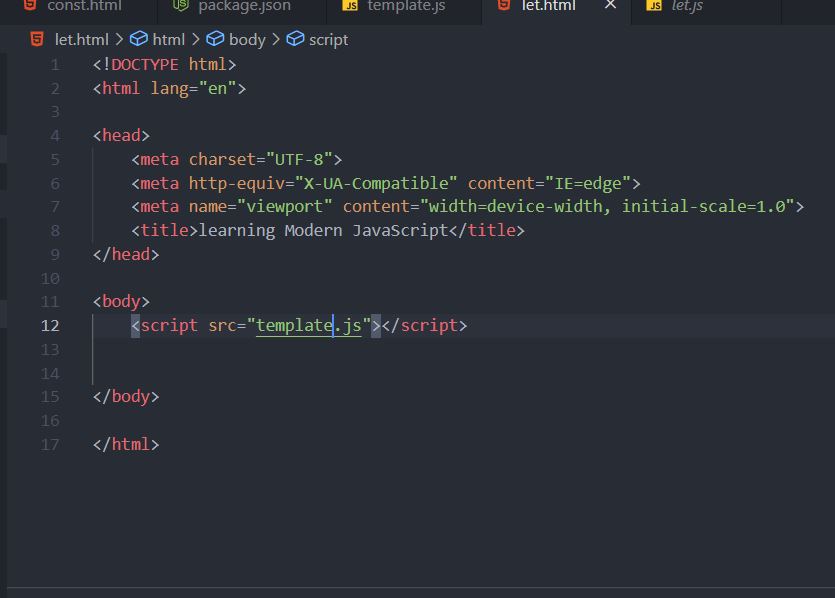 const.html package.json template.js let.html let.js
let.html > html > body > script
1 <!DOCTYPE html>
2 <html lang="en">
3
4 <head>
5 <meta charset="UTF-8">
6 <meta http-equiv="X-UA-Compatible" content="IE=edge">
7 <meta name="viewport" content="width=device-width, initial-scale=1.0">
8 <title>learning Modern JavaScript</title>
9 </head>
10
11 <body>
12 <script src="template.js"></script>
13
14
15 </body>
16
17 </html>